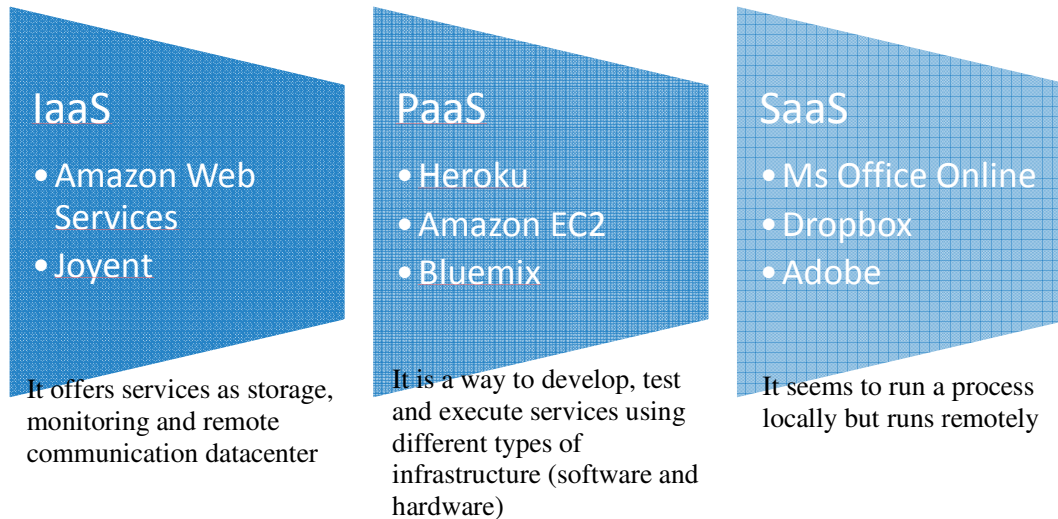 IaaS
• Amazon Web
Services
• Joyent
It offers services as storage,
monitoring and remote
communication datacenter
PaaS
• Heroku
• Amazon EC2
• Bluemix
It is a way to develop, test
and execute services using
different types of
infrastructure (software and
hardware)
SaaS
• Ms Office Online
• Dropbox
• Adobe
It seems to run a process
locally but runs remotely